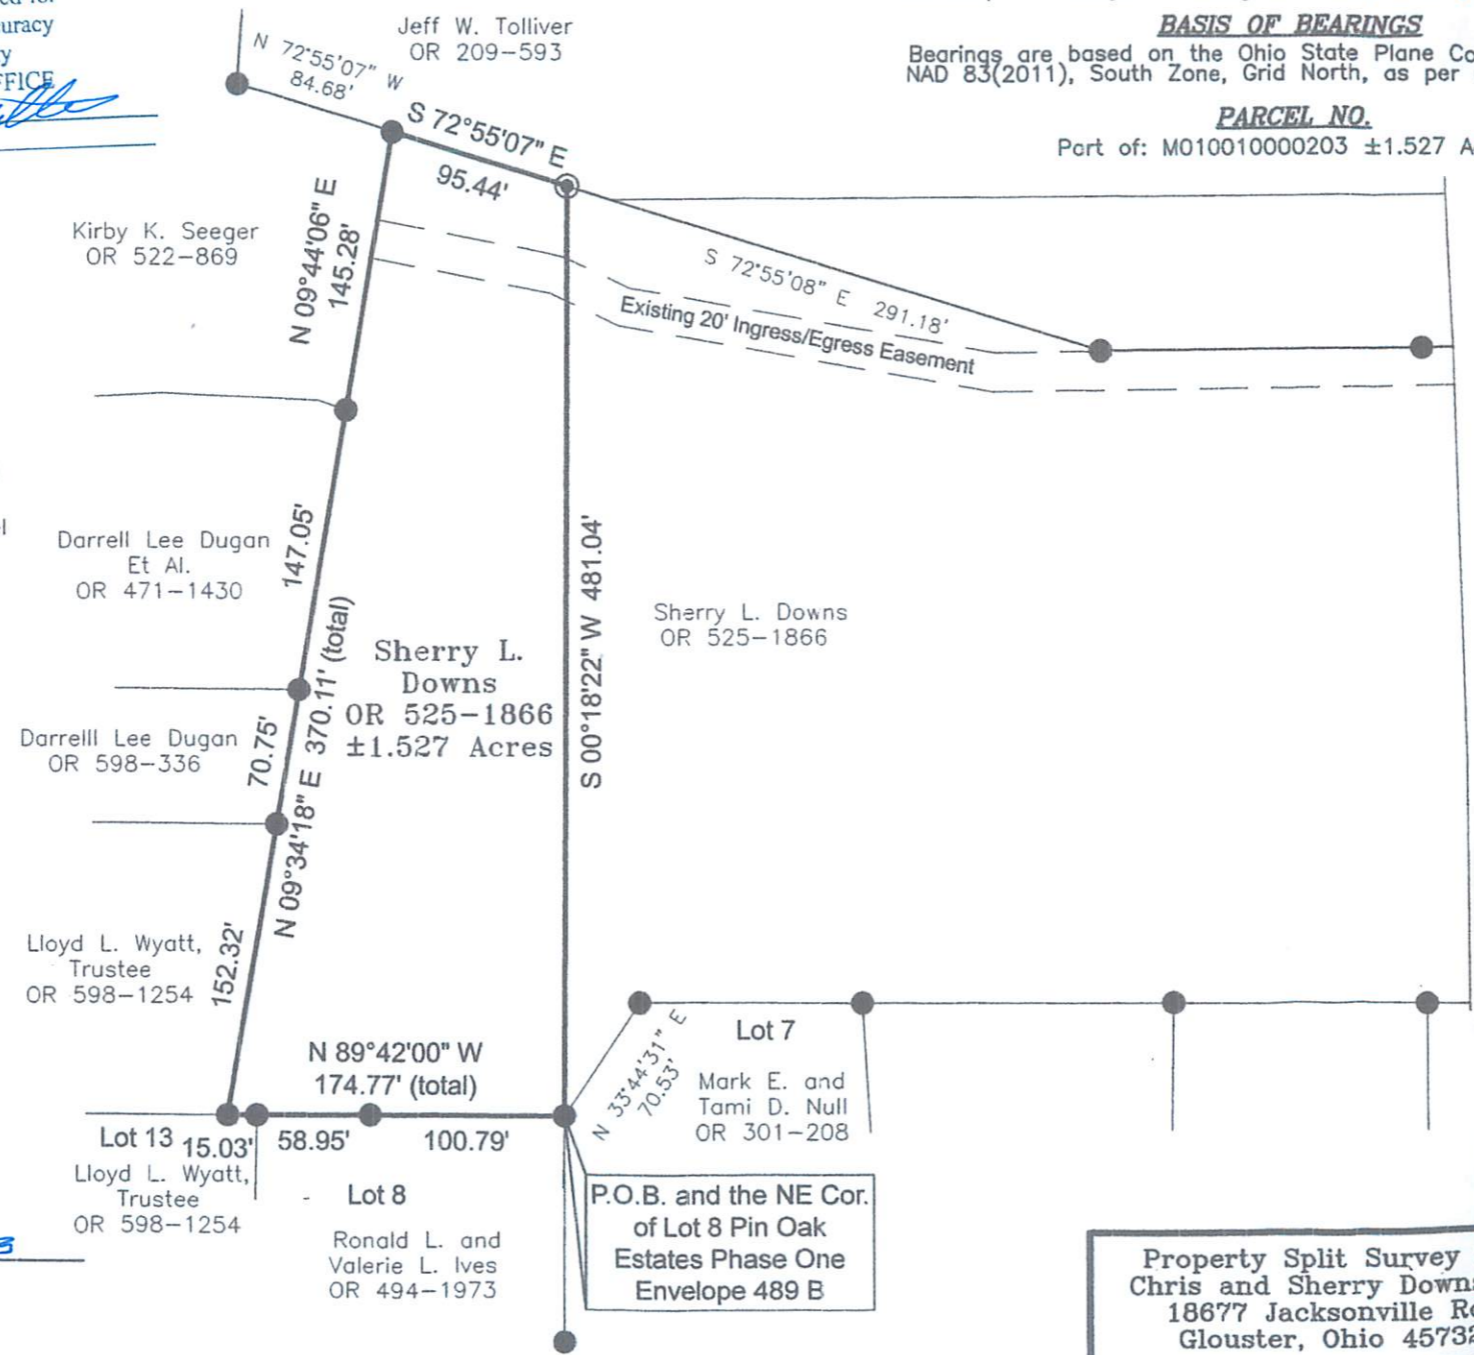 uracy
y
FFICE
Jeff W. Tolliver
OR 209-593
BASIS OF BEARINGS
Bearings are based on the Ohio State Plane Co
NAD 83(2011), South Zone, Grid North, as per
PARCEL NO.
Part of: M010010000203 ±1.527 A
N 72°55'07" W
84.68'
S 72°55'07" E
95.44'
Kirby K. Seeger
OR 522-869
N 09°44'06" E
145.28'
S 72°55'08" E 291.18'
Existing 20' Ingress/Egress Easement
Darrell Lee Dugan
Et Al.
OR 471-1430
147.05'
Sherry L.
Downs
OR 525-1866
±1.527 Acres
S 00°18'22" W 481.04'
Sherry L. Downs
OR 525-1866
Darrelll Lee Dugan
OR 598-336
70.75'
N 09°34'18" E 370.11' (total)
Lloyd L. Wyatt,
Trustee
OR 598-1254
152.32'
N 89°42'00" W
174.77' (total)
N 33°44'31" E
70.53'
Lot 7
Mark E. and
Tami D. Null
OR 301-208
Lot 13
15.03'
58.95'
100.79'
Lloyd L. Wyatt,
Trustee
OR 598-1254
Lot 8
Ronald L. and
Valerie L. Ives
OR 494-1973
P.O.B. and the NE Cor.
of Lot 8 Pin Oak
Estates Phase One
Envelope 489 B
Property Split Survey
Chris and Sherry Downs
18677 Jacksonville Ro
Glouster, Ohio 45732